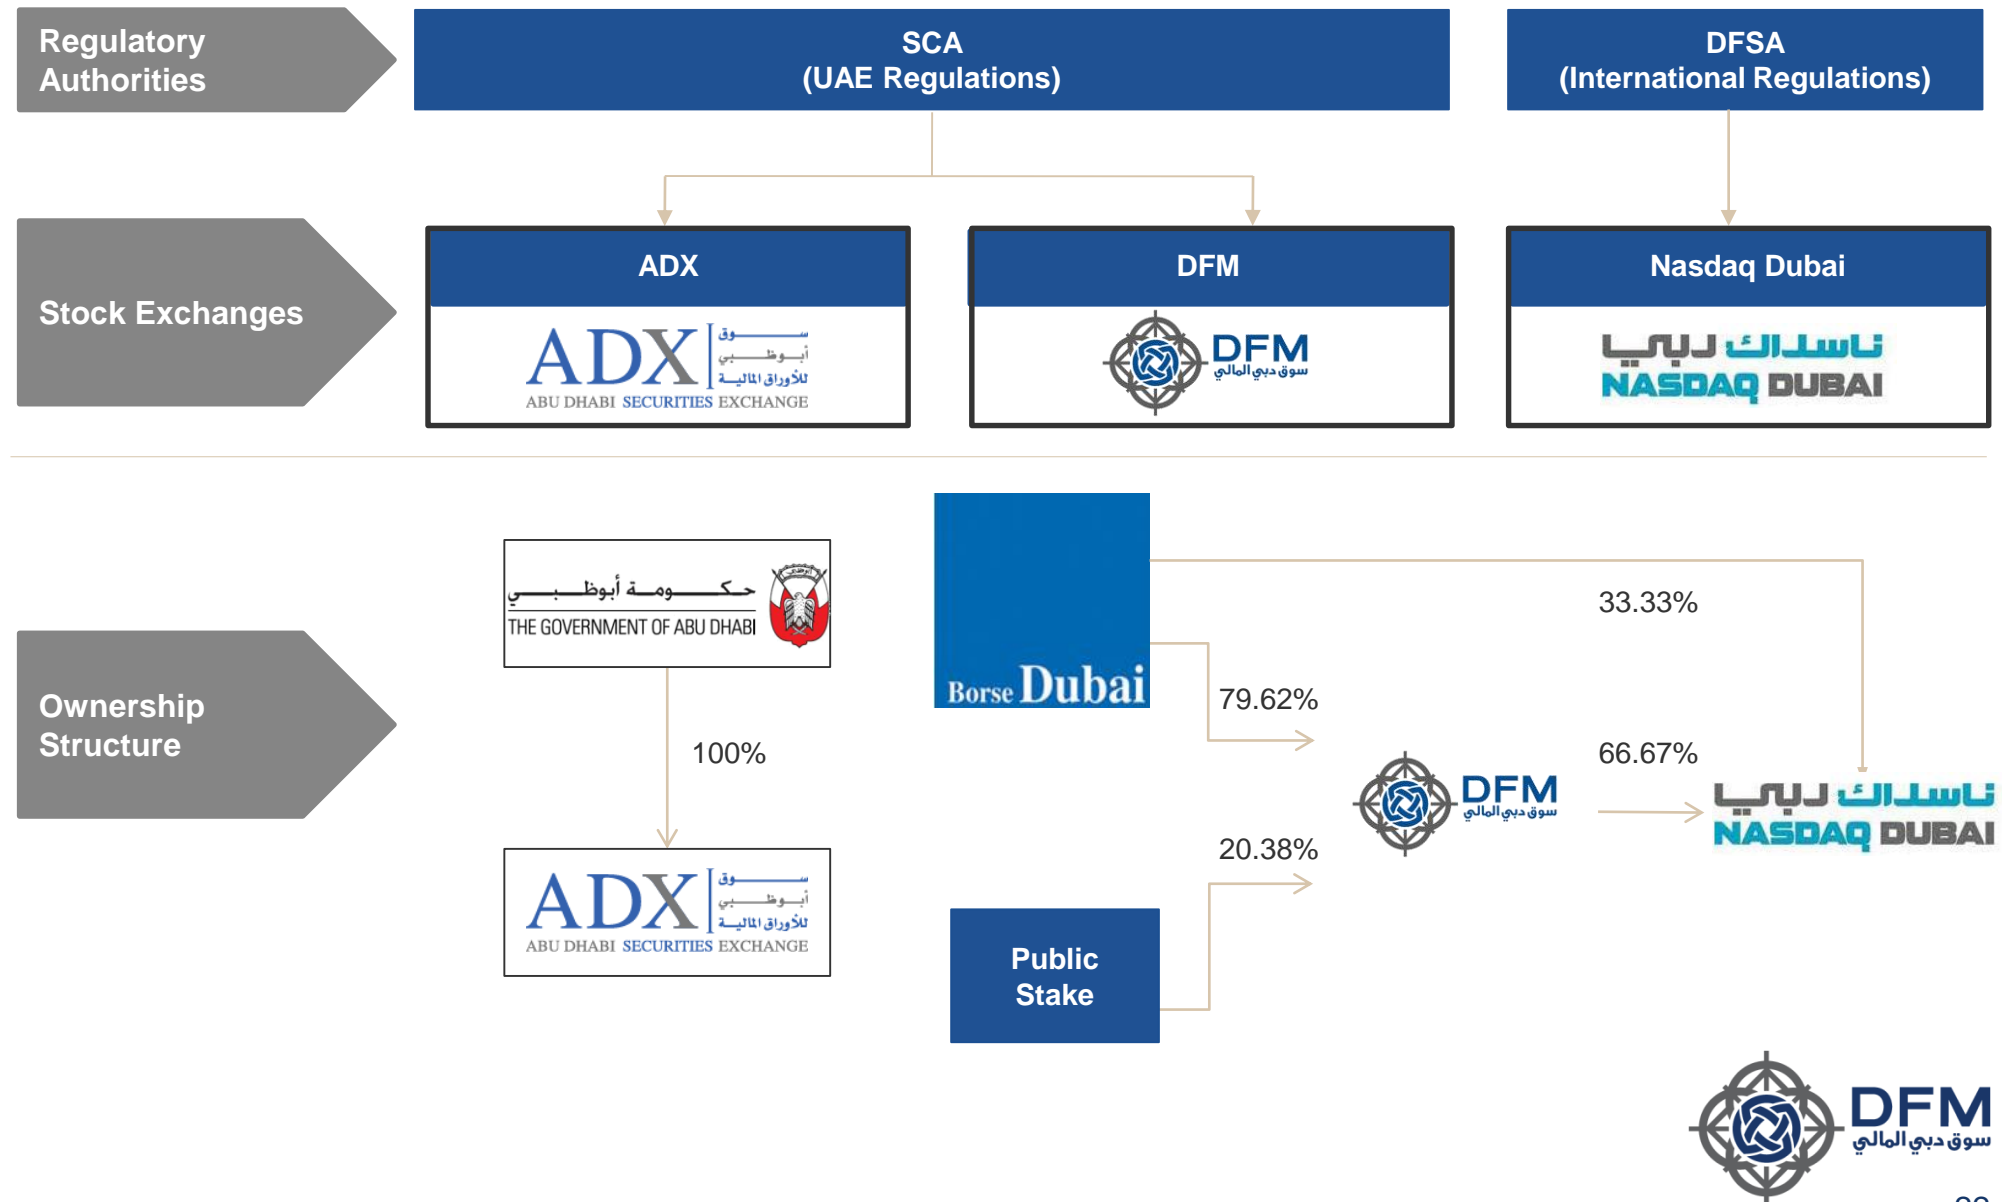 Regulatory
Authorities
SCA
(UAE Regulations)
DFSA
(International Regulations)
Stock Exchanges
ADX
DFM
Nasdaq Dubai
ADX
سوق
أبوظبي
للأوراق المالية
ABU DHABI SECURITIES EXCHANGE
DFM
سوق دبي المالي
ناسداك دبي
NASDAQ DUBAI
Ownership
Structure
حكومة أبوظبي
THE GOVERNMENT OF ABU DHABI
100%
ADX
سوق
أبوظبي
للأوراق المالية
ABU DHABI SECURITIES EXCHANGE
Borse Dubai
33.33%
79.62%
66.67%
20.38%
DFM
سوق دبي المالي
ناسداك دبي
NASDAQ DUBAI
Public
Stake
DFM
سوق دبي المالي